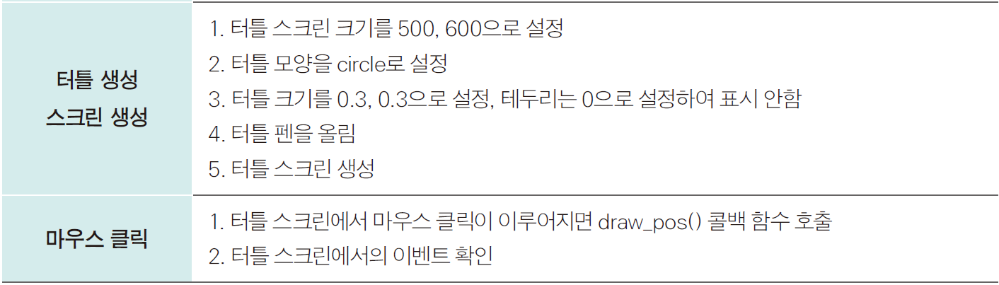 터틀 생성
스크린 생성
1. 터틀 스크린 크기를 500, 600으로 설정
2. 터틀 모양을 circle로 설정
3. 터틀 크기를 0.3, 0.3으로 설정, 테두리는 0으로 설정하여 표시 안함
4. 터틀 펜을 올림
5. 터틀 스크린 생성
마우스 클릭
1. 터틀 스크린에서 마우스 클릭이 이루어지면 draw_pos() 콜백 함수 호출
2. 터틀 스크린에서의 이벤트 확인